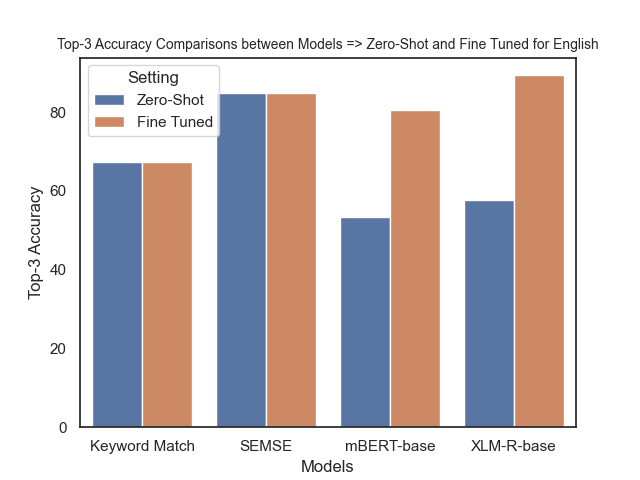 Top-3 Accuracy Comparisons between Models => Zero-Shot and Fine Tuned for English
Setting
Zero-Shot
Fine Tuned
80
60
40
20
0
Top-3 Accuracy
Keyword Match SEMSE mBERT-base XLM-R-base
Models